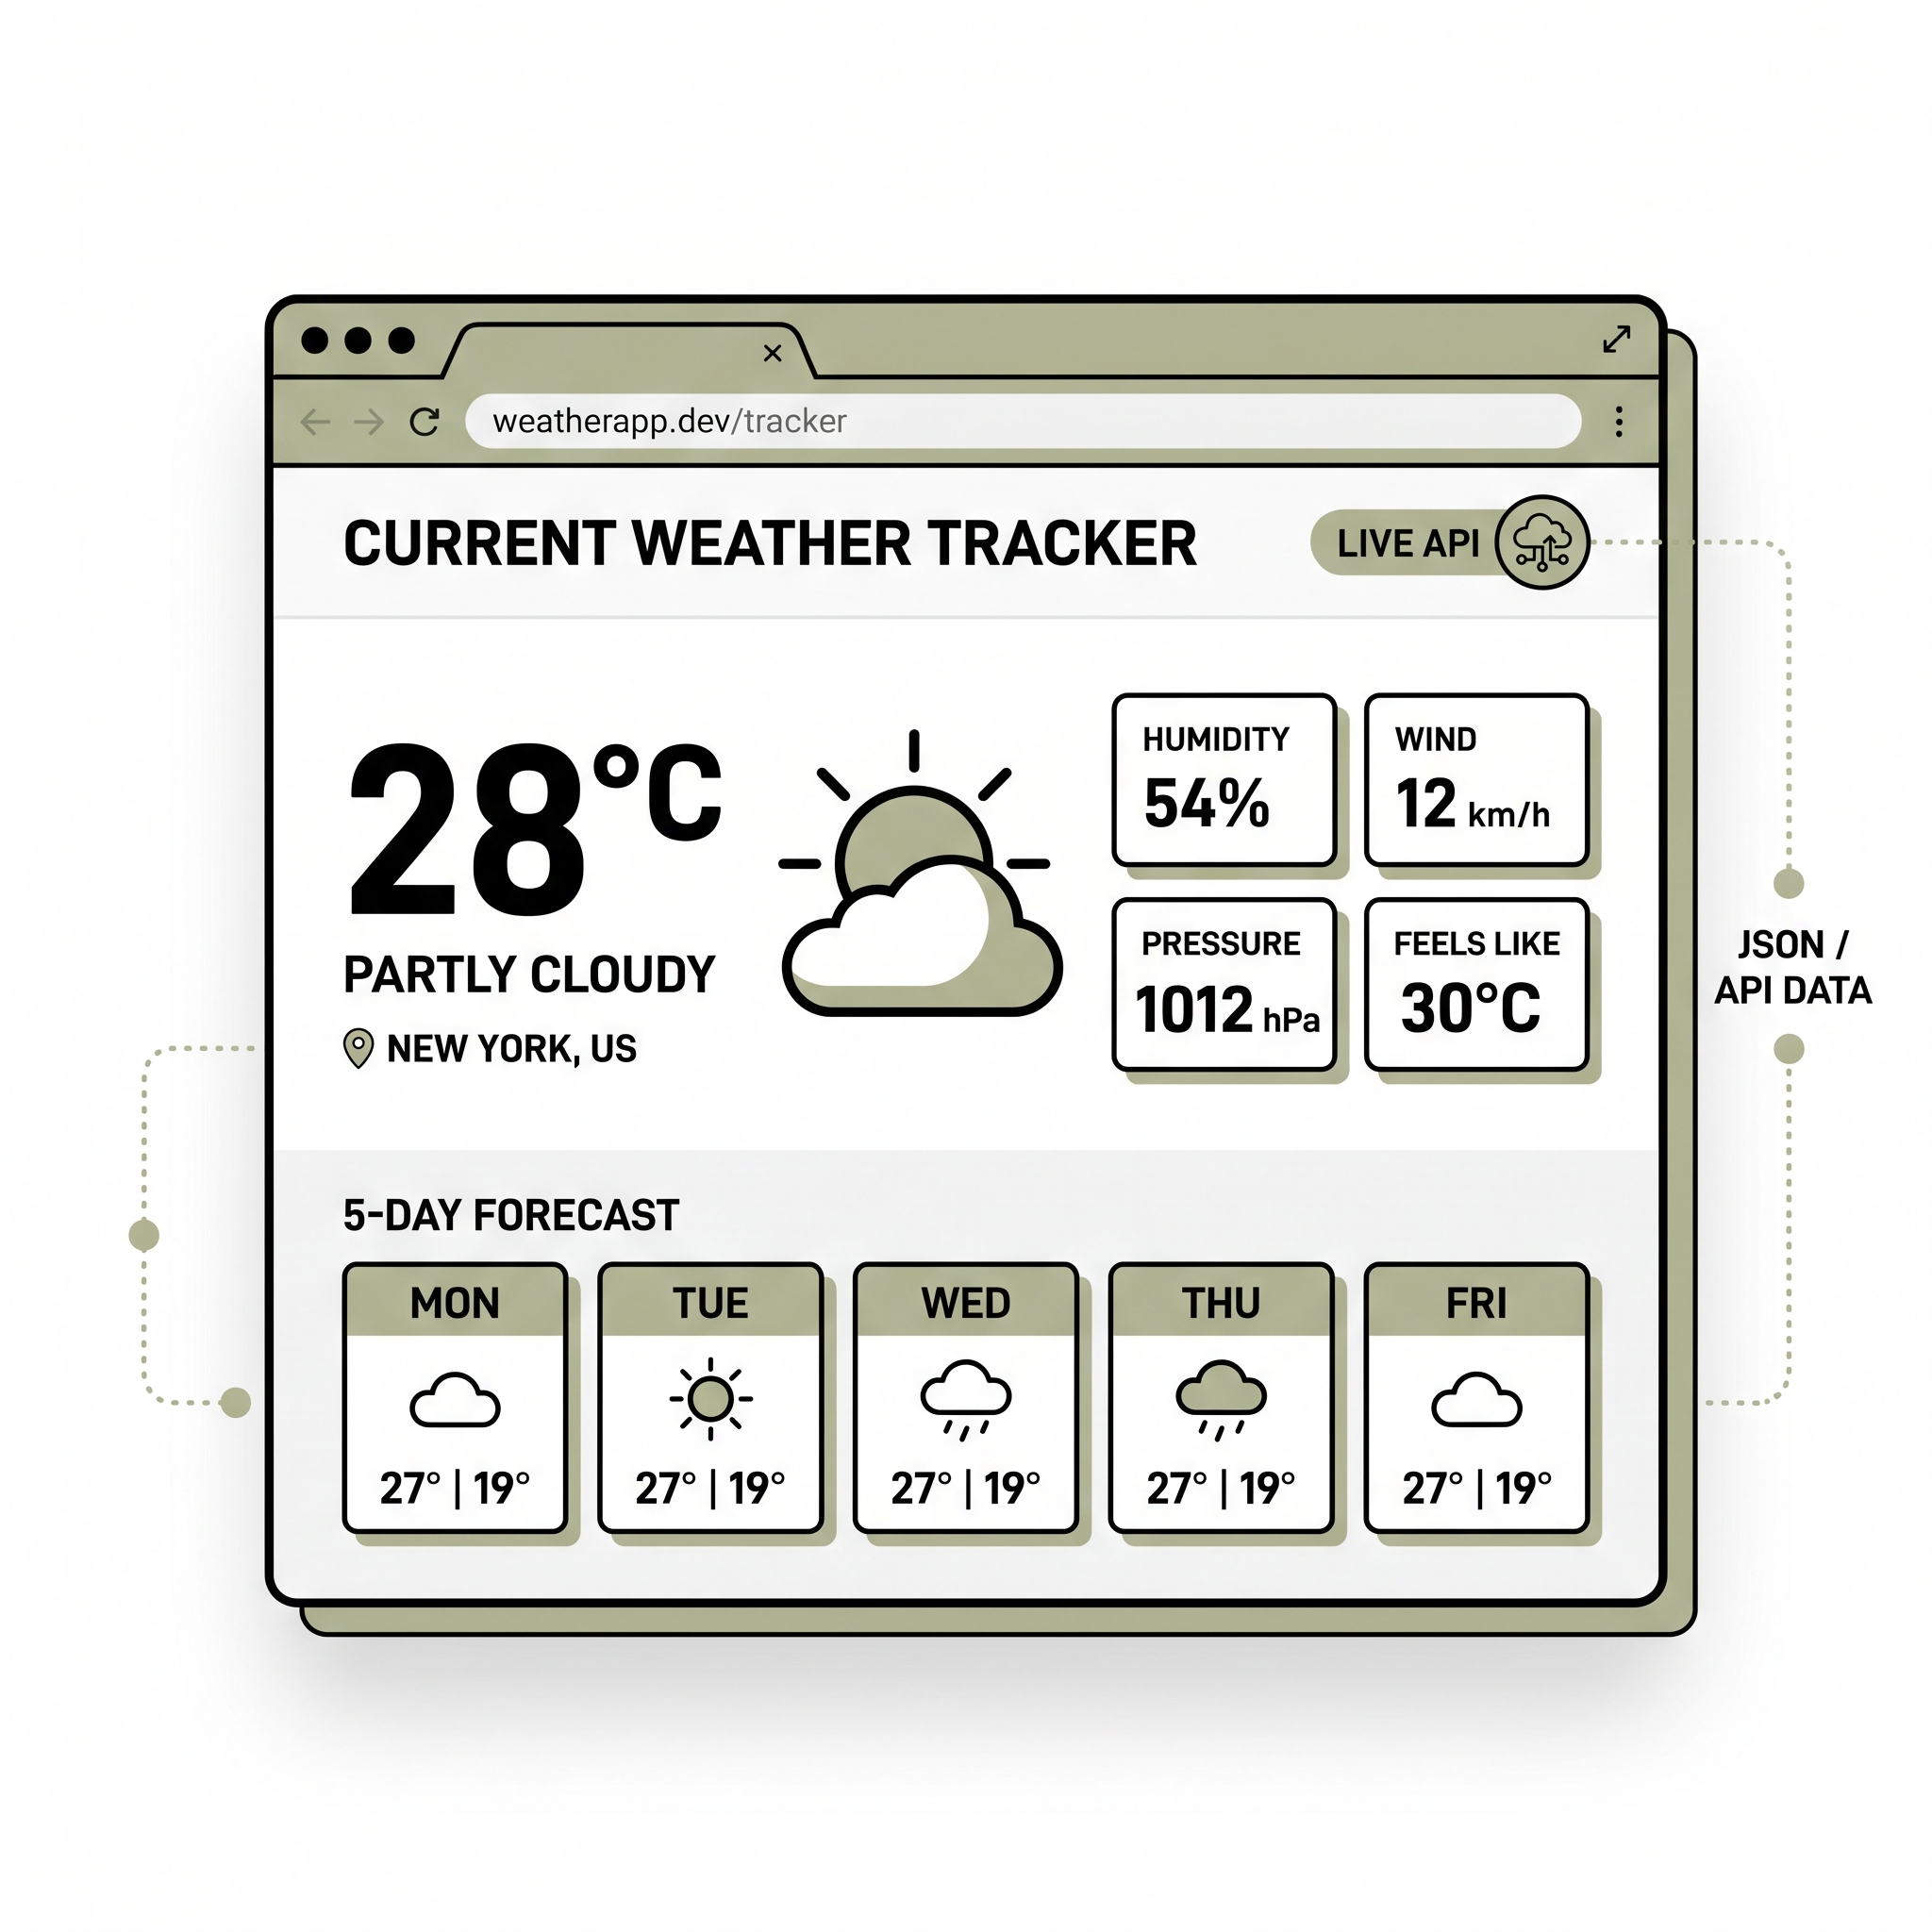 weatherapp.dev/tracker
CURRENT WEATHER TRACKER
LIVE API
28°C
PARTLY CLOUDY
NEW YORK, US
HUMIDITY
54%
WIND
12 km/h
PRESSURE
1012 hPa
FEELS LIKE
30°C
JSON /
API DATA
5-DAY FORECAST
MON
27° | 19°
TUE
27° | 19°
WED
27° | 19°
THU
27° | 19°
FRI
27° | 19°